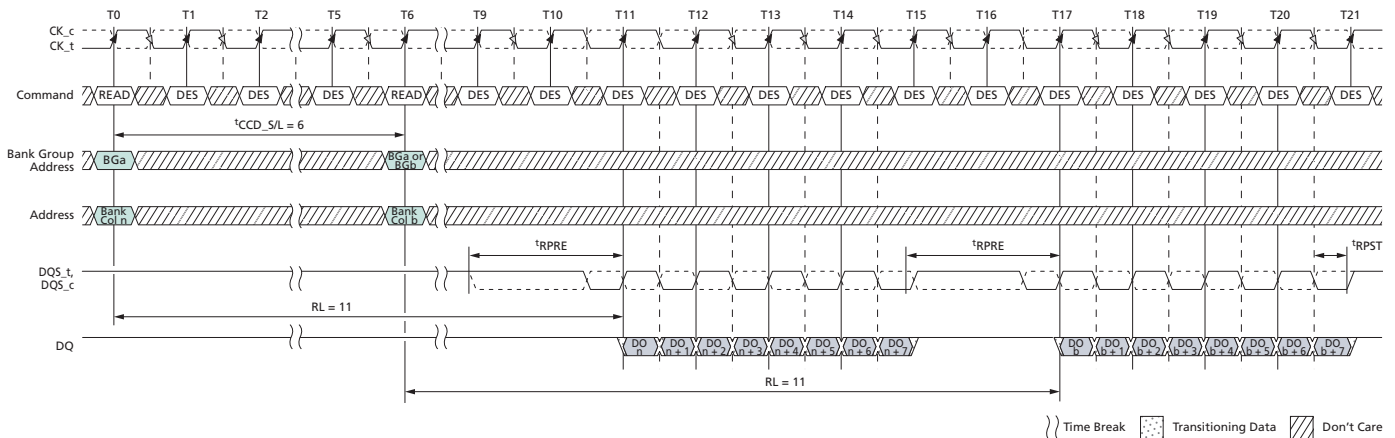 T0 T1 T2 T5 T6 T9 T10 T11 T12 T13 T14 T15 T16 T17 T18 T19 T20 T21
CK_c
CK_t
Command READ DES DES DES READ DES DES DES DES DES DES DES DES DES DES DES DES DES
tCCD_S/L = 6
Bank Group
Address
BGa
BGa or
BGb
Address
Bank
Col n
Bank
Col b
tRPRE tRPRE tRPST
DQS_t,
DQS_c
RL = 11
DQ
DO
n
DO
n + 1
DO
n + 2
DO
n + 3
DO
n + 4
DO
n + 5
DO
n + 6
DO
n + 7
DO
b
DO
b + 1
DO
b + 2
DO
b + 3
DO
b + 4
DO
b + 5
DO
b + 6
DO
b + 7
RL = 11
Time Break Transitioning Data Don't Care